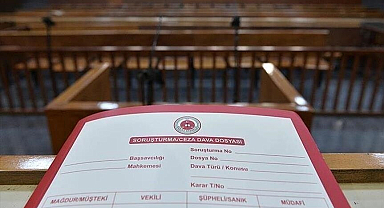 SORUŞTURMA/CEZA DAVA DOSYASI
Soruşturma No
Başsavcılığı Dosya No
Mahkemesi Dava Türü / Konusu
Karar T/No
MAĞDUR/MÜŞTEKİ VEKİLİ ŞÜPHELİ/SANIK MÜDAFİ